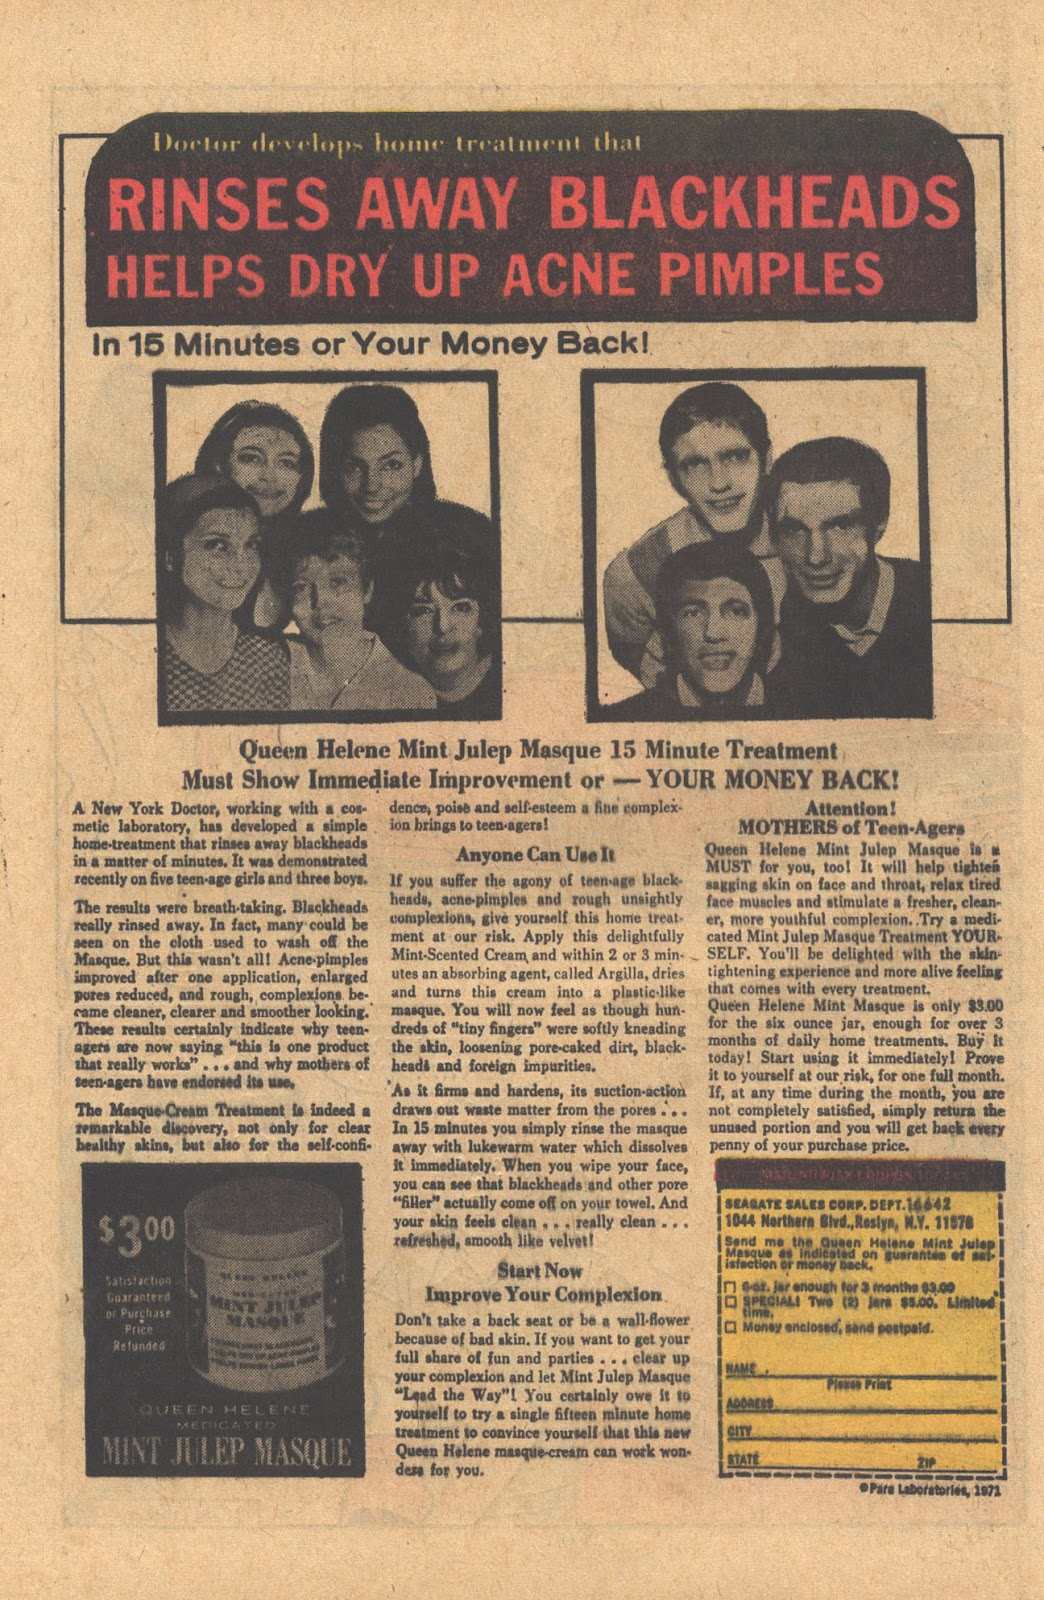 Doctor develops home treatment that
RINSES AWAY BLACKHEADS
HELPS DRY UP ACNE PIMPLES
In 15 Minutes or Your Money Back!
Queen Helene Mint Julep Masque 15 Minute Treatment
Must Show Immediate Improvement or — YOUR MONEY BACK!
A New York Doctor, working with a cos-
metic laboratory, has developed a simple
home-treatment that rinses away blackheads
in a matter of minutes. It was demonstrated
recently on five teen-age girls and three boys.
The results were breath-taking. Blackheads
really rinsed away. In fact, many could be
seen on the cloth used to wash off the
Masque. But this wasn't all! Acne-pimples
improved after one application, enlarged
pores reduced, and rough, complexions be-
came cleaner, clearer and smoother looking.
These results certainly indicate why teen-
agers are now saying "this is one product
that really works" . . . and why mothers of
teen-agers have endorsed its use.
The Masque-Cream Treatment is indeed a
remarkable discovery, not only for clear
healthy skins, but also for the self-confi-
$3.00
Satisfaction
Guaranteed
or Purchase
Price
Refunded
QUEEN HELENE
MEDICATED
MINT JULEP
MASQUE
QUEEN HELENE
MEDICATED
MINT JULEP MASQUE
dence, poise and self-esteem a fine complex-
ion brings to teen-agers!
Anyone Can Use It
If you suffer the agony of teen-age black-
heads, acne-pimples and rough unsightly
complexions, give yourself this home treat-
ment at our risk. Apply this delightfully
Mint-Scented Cream and within 2 or 3 min-
utes an absorbing agent, called Argilla, dries
and turns this cream into a plastic-like
masque. You will now feel as though hun-
dreds of "tiny fingers" were softly kneading
the skin, loosening pore-caked dirt, black-
heads and foreign impurities.
As it firms and hardens, its suction-action
draws out waste matter from the pores . . .
In 15 minutes you simply rinse the masque
away with lukewarm water which dissolves
it immediately. When you wipe your face,
you can see that blackheads and other pore
"filler" actually come off on your towel. And
your skin feels clean . . . really clean . . .
refreshed, smooth like velvet!
Start Now
Improve Your Complexion
Don't take a back seat or be a wall-flower
because of bad skin. If you want to get your
full share of fun and parties . . . clear up
your complexion and let Mint Julep Masque
"Lead the Way"! You certainly owe it to
yourself to try a single fifteen minute home
treatment to convince yourself that this new
Queen Helene masque-cream can work won-
ders for you.
Attention!
MOTHERS of Teen-Agers
Queen Helene Mint Julep Masque is a
MUST for you, too! It will help tighten
sagging skin on face and throat, relax tired
face muscles and stimulate a fresher, clean-
er, more youthful complexion. Try a medi-
cated Mint Julep Masque Treatment YOUR-
SELF. You'll be delighted with the skin-
tightening experience and more alive feeling
that comes with every treatment.
Queen Helene Mint Masque is only $3.00
for the six ounce jar, enough for over 3
months of daily home treatments. Buy it
today! Start using it immediately! Prove
it to yourself at our risk, for one full month.
If, at any time during the month, you are
not completely satisfied, simply return the
unused portion and you will get back every
penny of your purchase price.
SEAGATE SALES CORP. DEPT. 16642
1044 Northern Blvd., Roslyn, N.Y. 11576
Send me the Queen Helene Mint Julep
Masque as indicated on guarantee of sat-
isfaction or money back.
6-oz. jar enough for 3 months $3.00
SPECIAL! Two (2) jars $5.00. Limited
time.
Money enclosed, send postpaid.
NAME
Please Print
ADDRESS
CITY
STATE ZIP
© Para Laboratories, 1971